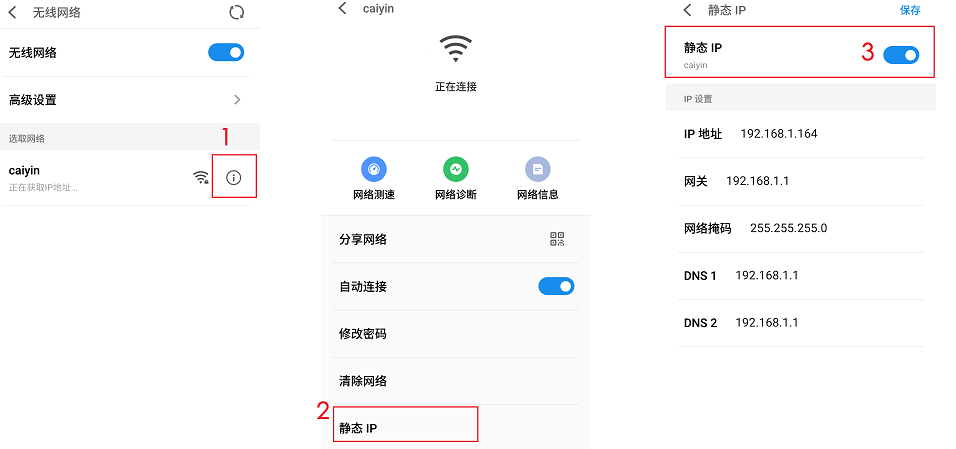 无线网络
无线网络
高级设置
选取网络
1
caiyin
正在获取IP地址...
caiyin
正在连接
网络测速 网络诊断 网络信息
分享网络
自动连接
修改密码
清除网络
2
静态 IP
静态 IP 保存
静态 IP
3
caiyin
IP 设置
IP 地址 192.168.1.164
网关 192.168.1.1
网络掩码 255.255.255.0
DNS 1 192.168.1.1
DNS 2 192.168.1.1